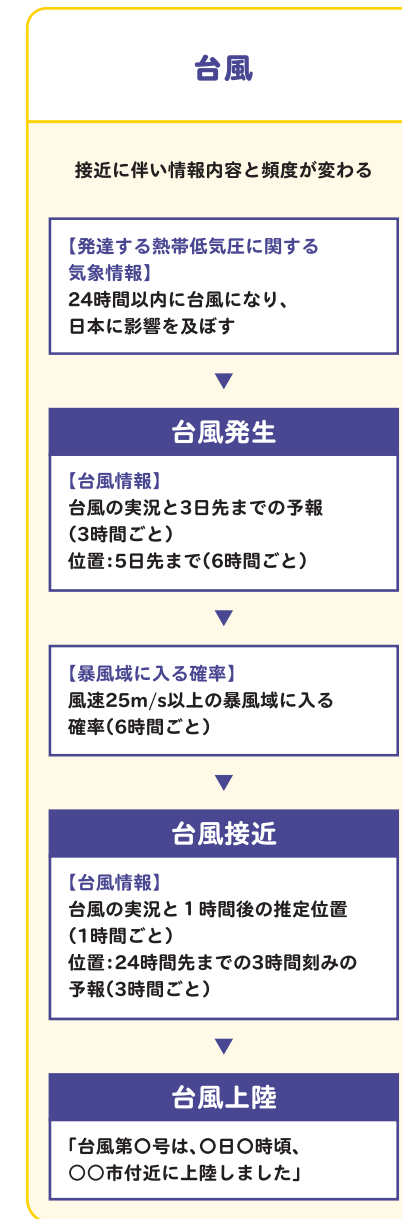 台風
接近に伴い情報内容と頻度が変わる
【発達する熱帯低気圧に関する
気象情報】
24時間以内に台風になり、
日本に影響を及ぼす
▼
台風発生
【台風情報】
台風の実況と3日先までの予報
(3時間ごと)
位置:5日先まで(6時間ごと)
▼
【暴風域に入る確率】
風速25m/s以上の暴風域に入る
確率(6時間ごと)
▼
台風接近
【台風情報】
台風の実況と1時間後の推定位置
(1時間ごと)
位置:24時間先までの3時間刻みの
予報(3時間ごと)
▼
台風上陸
「台風第〇号は、〇日〇時頃、
〇〇市付近に上陸しました」